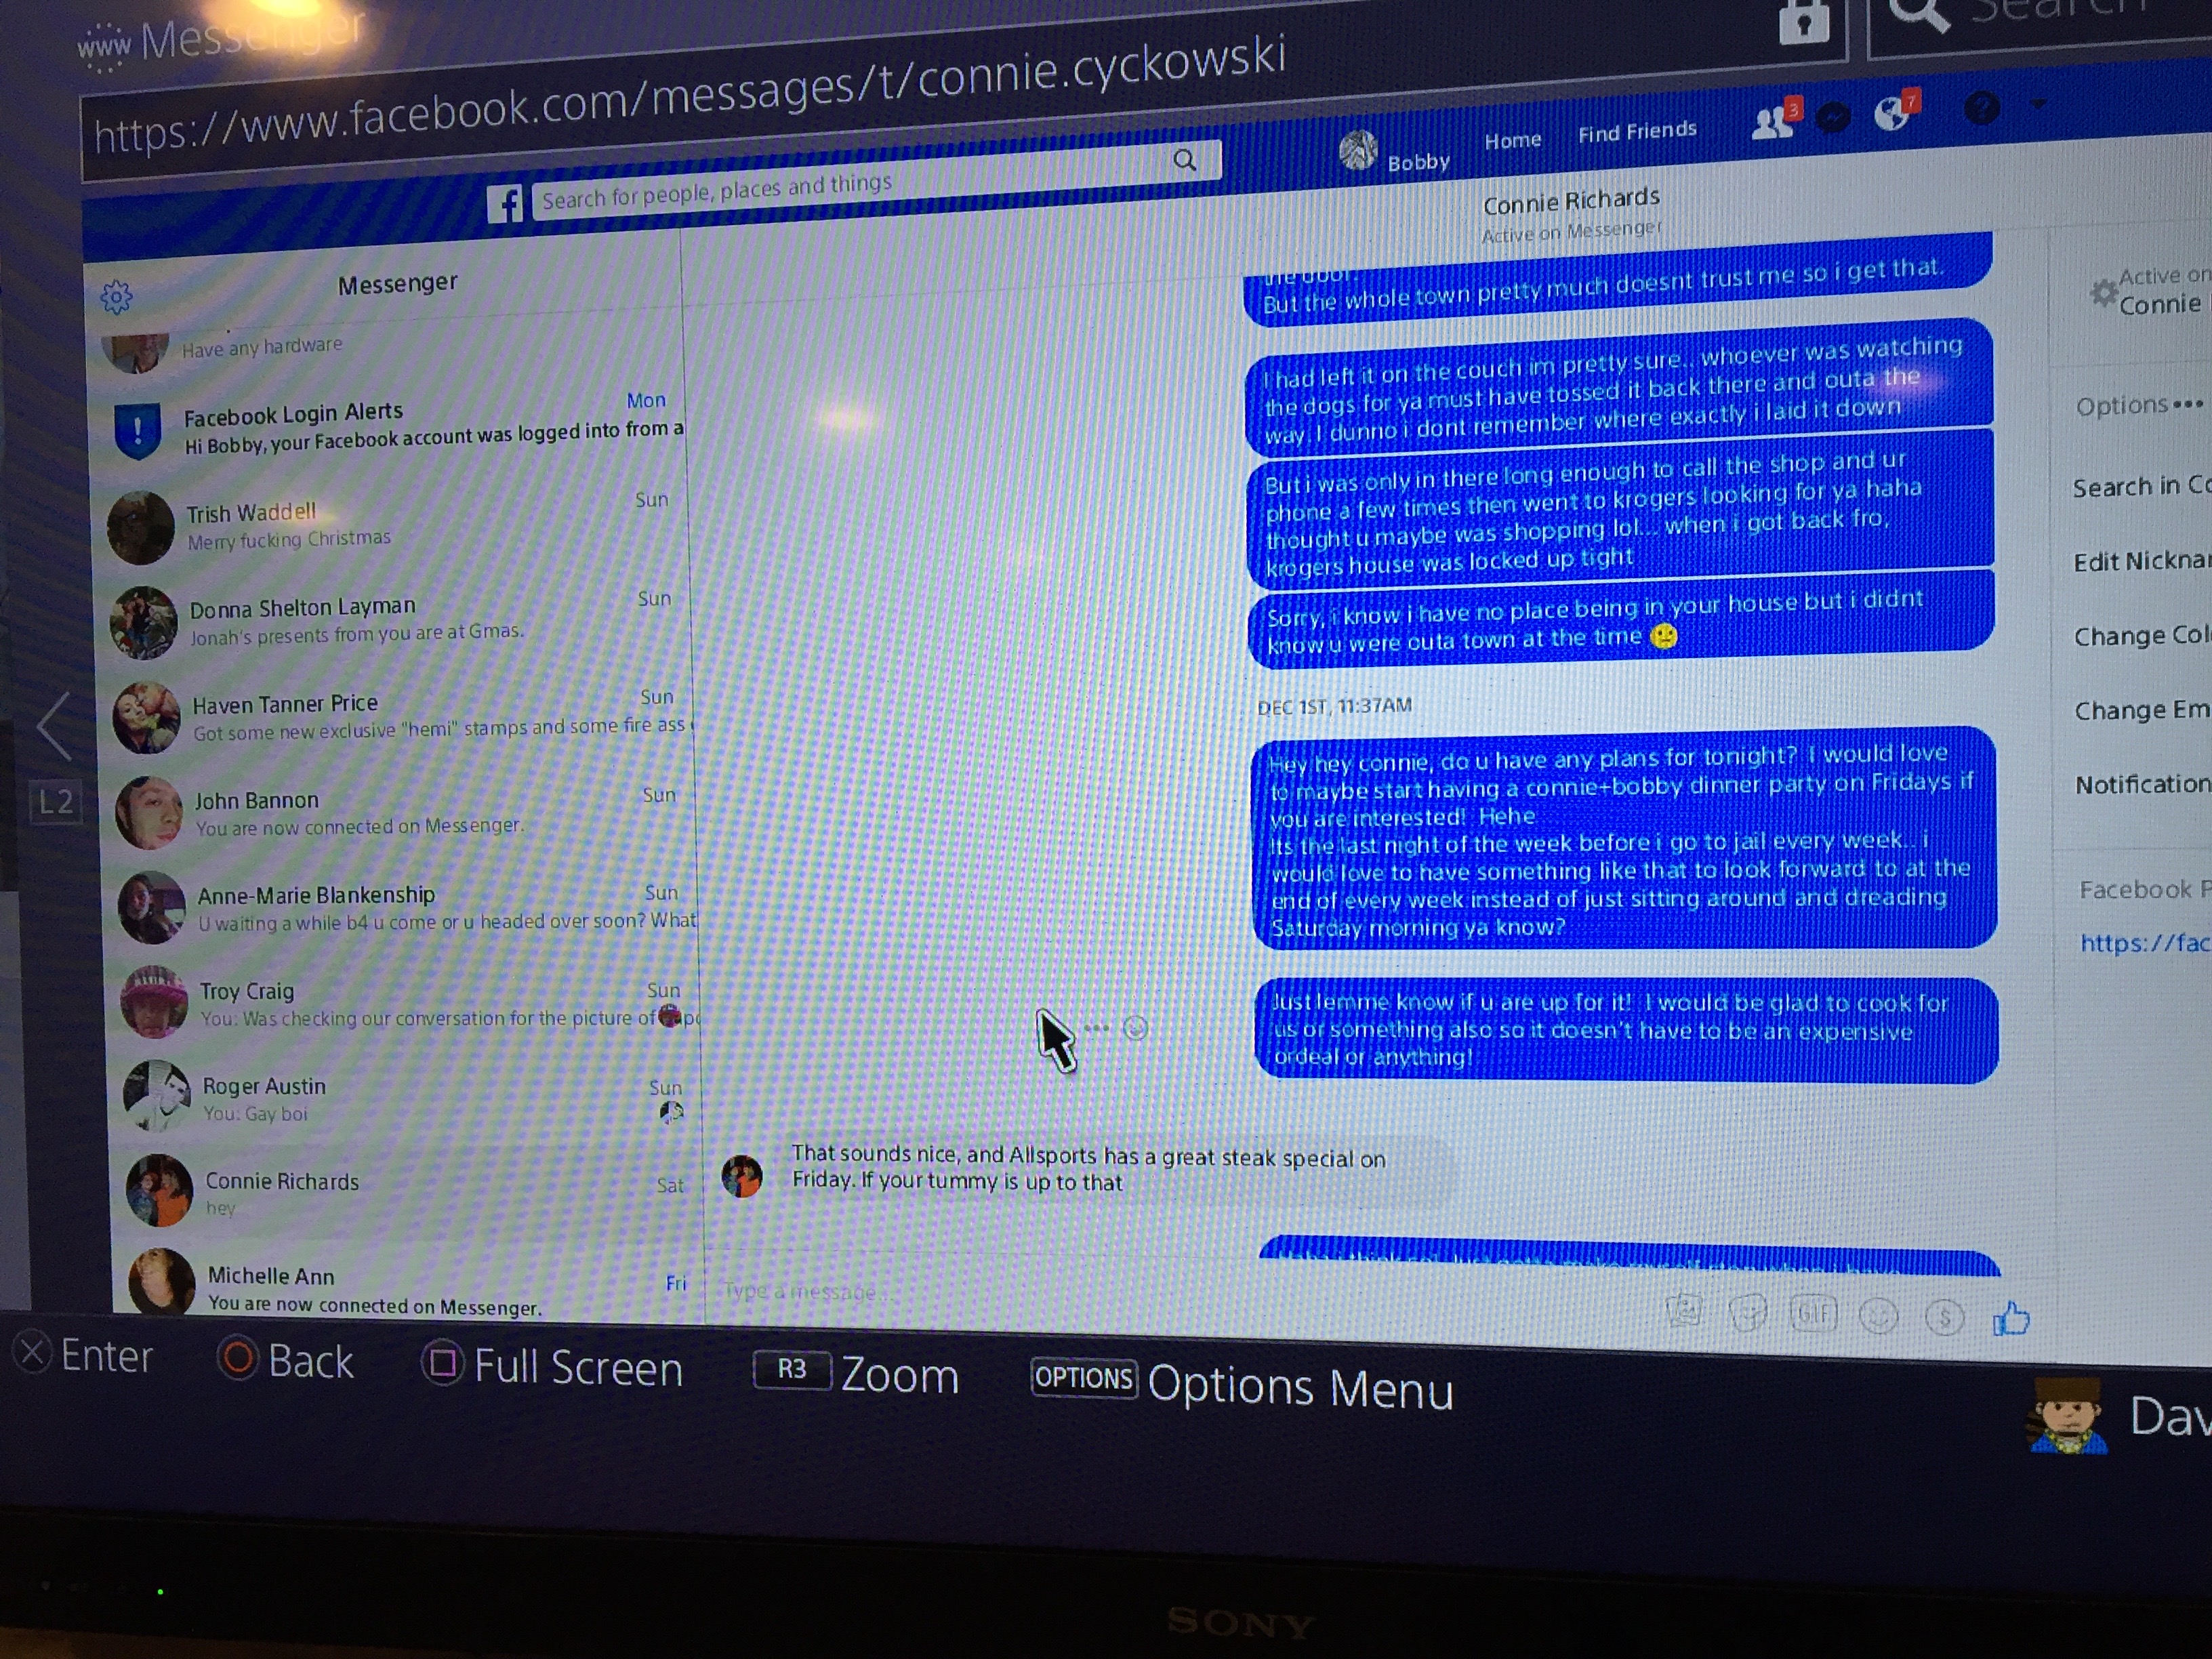 www Messenger
https://www.facebook.com/messages/t/connie.cyckowski
Search
f
Search for people, places and things
Bobby
Home
Find Friends
3
7
?
Messenger
Have any hardware
Facebook Login Alerts
Mon
Hi Bobby, your Facebook account was logged into from a
Trish Waddell
Sun
Merry fucking Christmas
Donna Shelton Layman
Sun
Jonah's presents from you are at Gmas.
Haven Tanner Price
Sun
Got some new exclusive "hemi" stamps and some fire ass
John Bannon
Sun
You are now connected on Messenger.
Anne-Marie Blankenship
Sun
U waiting a while b4 u come or u headed over soon? What
Troy Craig
Sun
You: Was checking our conversation for the picture of
Roger Austin
Sun
You: Gay boi
Connie Richards
Sat
hey
Michelle Ann
Fri
You are now connected on Messenger.
Connie Richards
Active on Messenger
the door.
But the whole town pretty much doesnt trust me so i get that.
I had left it on the couch im pretty sure.. whoever was watching
the dogs for ya must have tossed it back there and outa the
way. I dunno i dont remember where exactly i laid it down
But i was only in there long enough to call the shop and ur
phone a few times then went to krogers looking for ya haha
thought u maybe was shopping lol... when i got back fro,
krogers house was locked up tight
Sorry, i know i have no place being in your house but i didnt
know u were outa town at the time
DEC 1ST, 11:37AM
Hey hey connie, do u have any plans for tonight? I would love
to maybe start having a connie+bobby dinner party on Fridays if
you are interested! Hehe
Its the last night of the week before i go to jail every week.. i
would love to have something like that to look forward to at the
end of every week instead of just sitting around and dreading
Saturday morning ya know?
Just lemme know if u are up for it! I would be glad to cook for
us or something also so it doesn't have to be an expensive
ordeal or anything!
That sounds nice, and Allsports has a great steak special on
Friday. If your tummy is up to that
Type a message...
GIF
$
Active on
Connie
Options
Search in Co
Edit Nicknam
Change Col
Change Em
Notification
Facebook P
https://fac
L2
Enter
Back
Full Screen
R3 Zoom
OPTIONS Options Menu
Dav
SONY